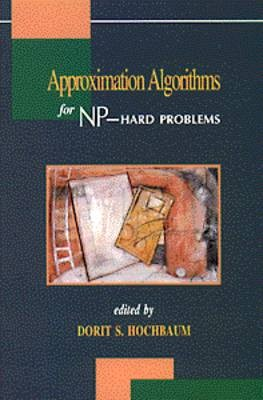 Approximation Algorithms
for NP–HARD PROBLEMS
edited by
DORIT S. HOCHBAUM